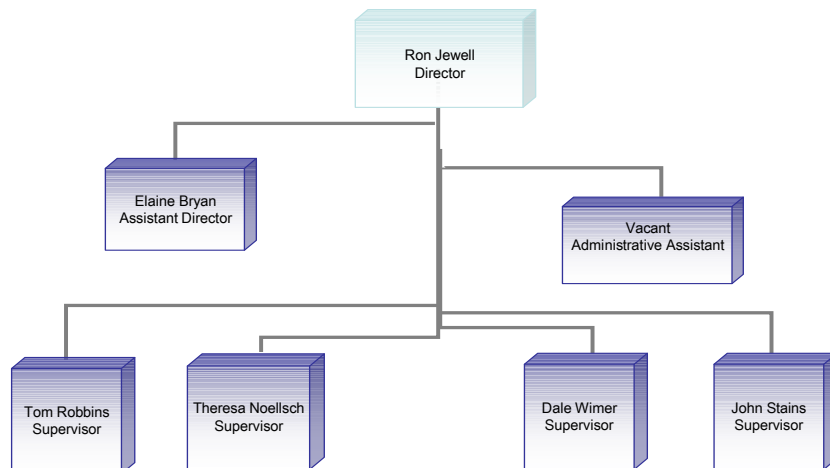 Ron Jewell
Director
Elaine Bryan
Assistant Director
Vacant
Administrative Assistant
Tom Robbins
Supervisor
Theresa Noellsch
Supervisor
Dale Wimer
Supervisor
John Stains
Supervisor